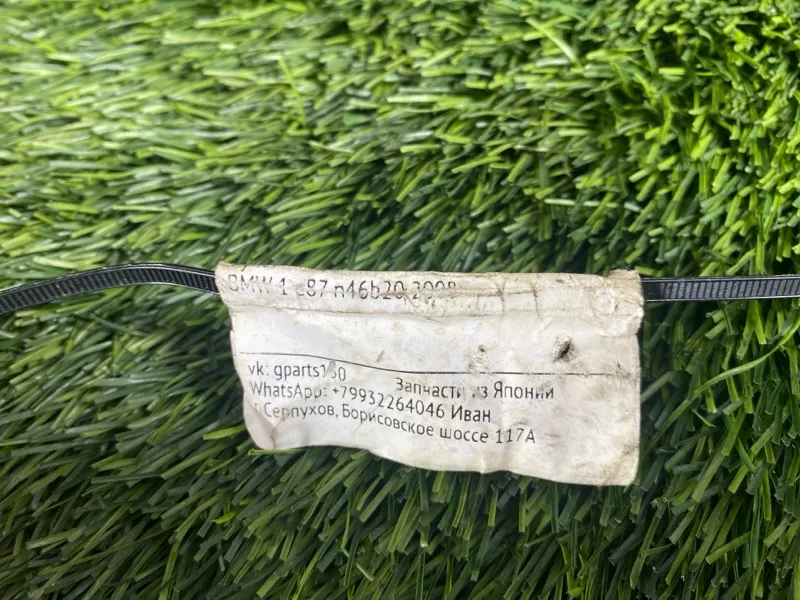 BMW 1 e87 n46b20 2008
vk: gparts150
Запчасти из Японии
WhatsApp: +79932264046 Иван
г. Серпухов, Борисовское шоссе 117А